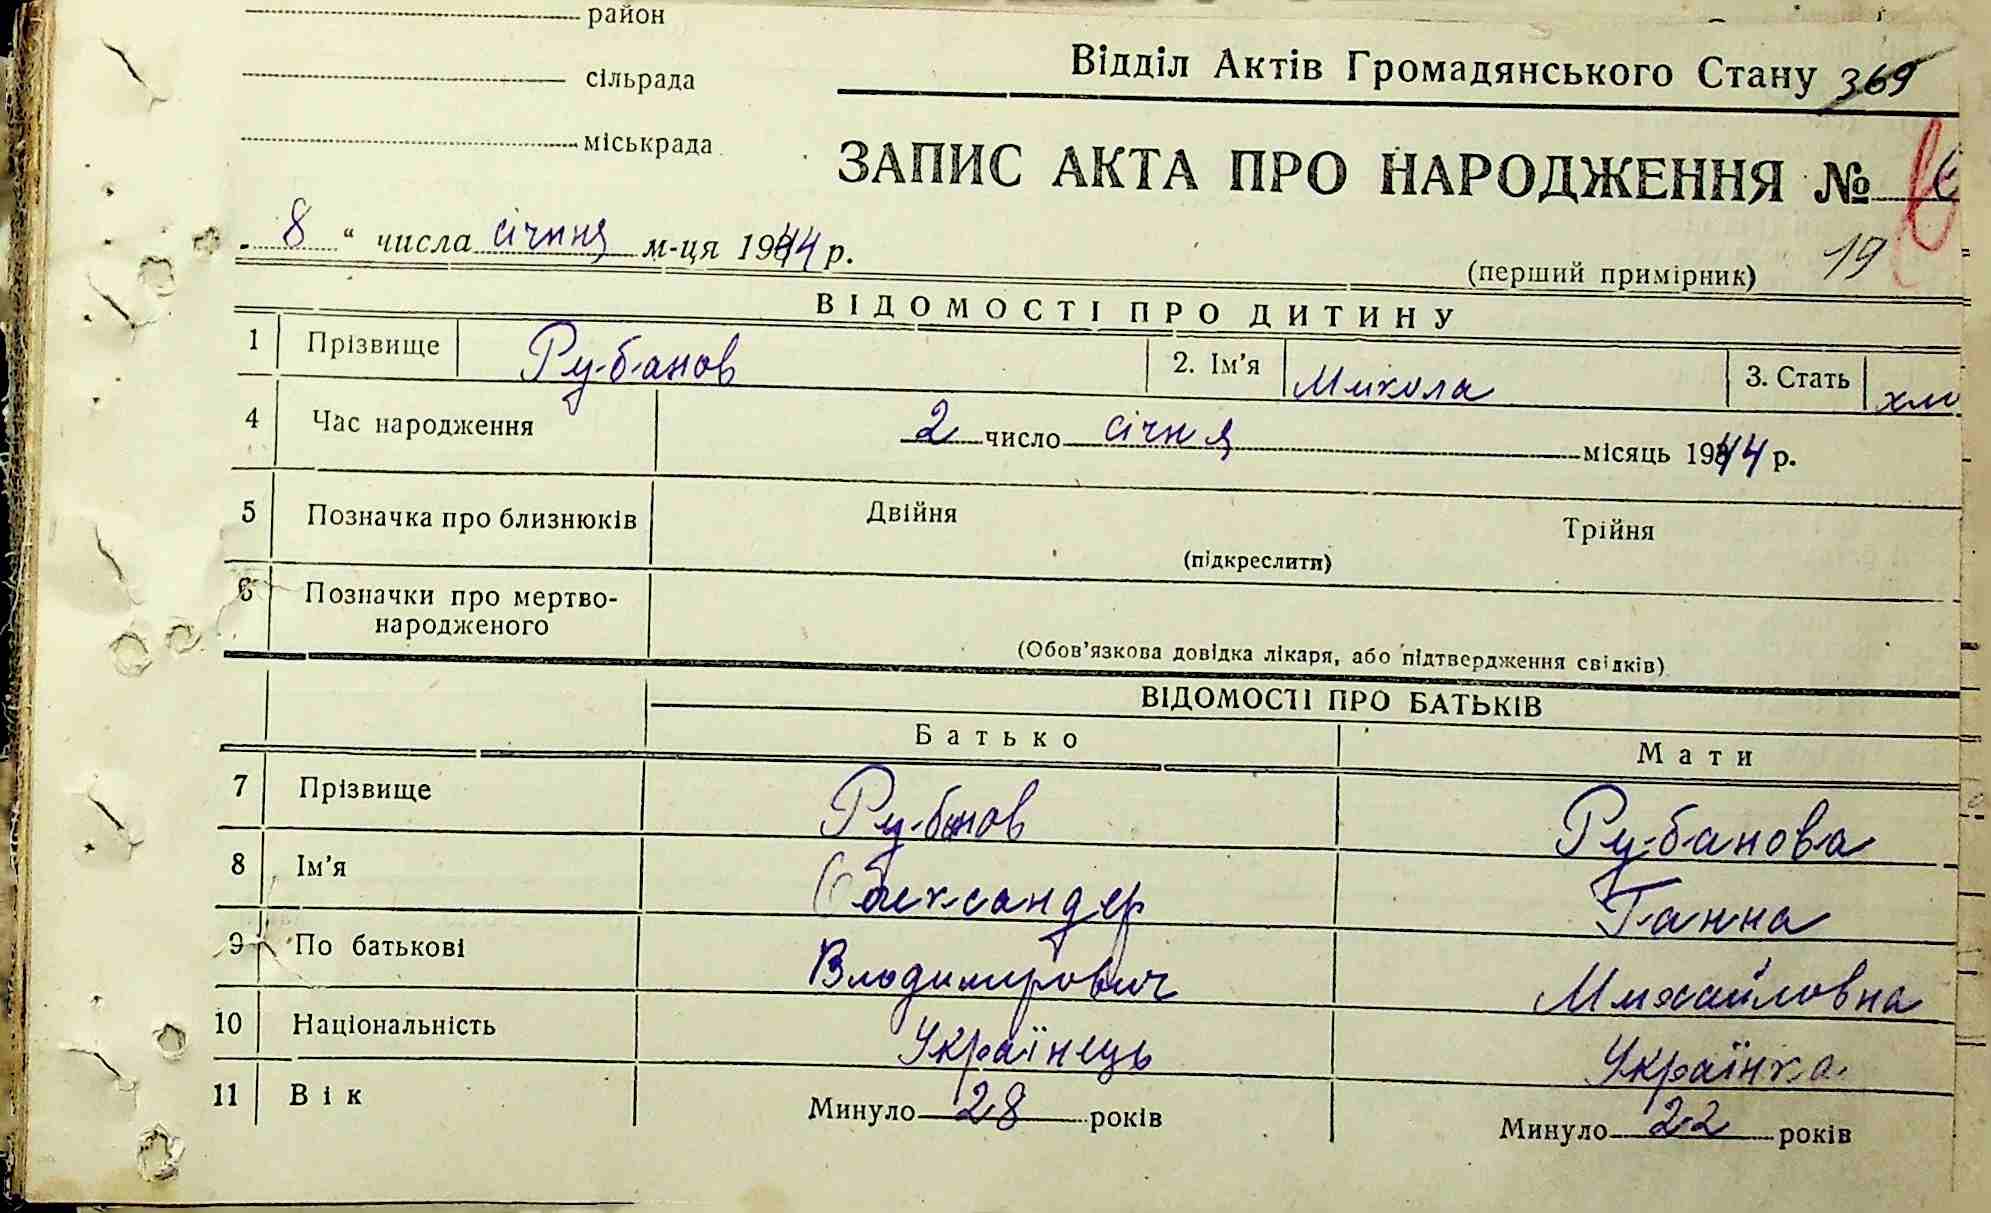 район
сільрада
міськрада
Відділ Актів Громадянського Стану 369
ЗАПИС АКТА ПРО НАРОДЖЕННЯ №
„ 8 “ числа січня м-ця 1944 р.
(перший примірник) 19
ВІДОМОСТІ ПРО ДИТИНУ
1 Прізвище Рубанов 2. Ім’я Микола 3. Стать хло
4 Час народження 2 число січня місяць 1944 р.
5 Позначка про близнюків Двійня Трійня
(підкреслити)
6 Позначки про мертво-
народженого
(Обов’язкова довідка лікаря, або підтвердження свідків)
ВІДОМОСТІ ПРО БАТЬКІВ
Батько Мати
7 Прізвище Рубанов Рубанова
8 Ім’я Олександер Ганна
9 По батькові Владимирович Михайловна
10 Національність Українець Українка
11 Вік Минуло 28 років Минуло 22 років